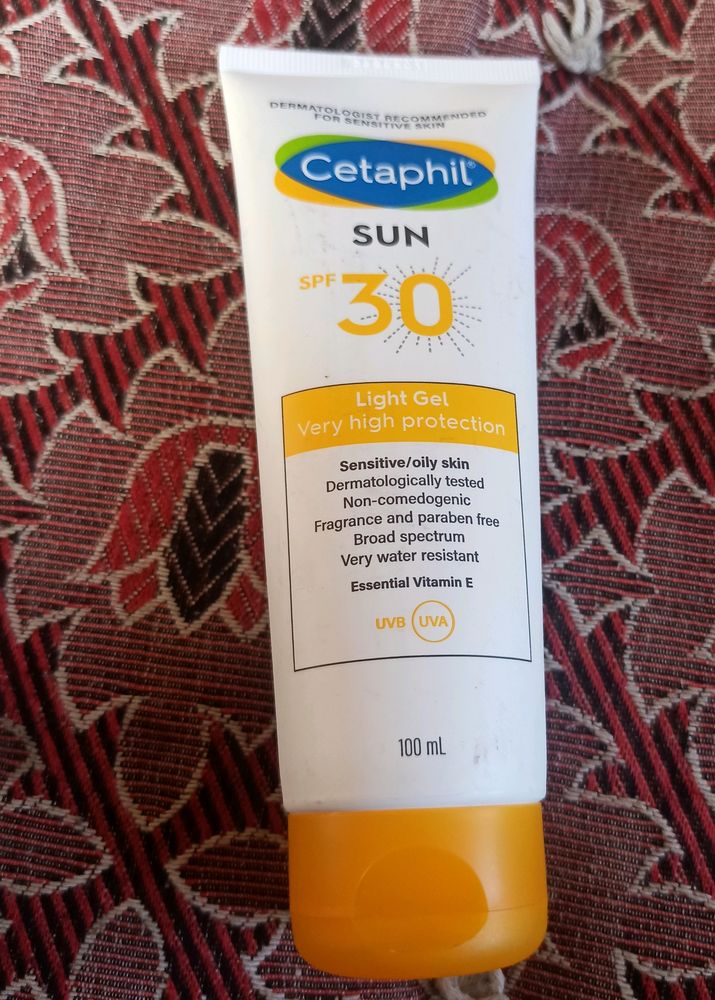 DERMATOLOGIST RECOMMENDED
FOR SENSITIVE SKIN
Cetaphil®
SUN
SPF 30
Light Gel
Very high protection
Sensitive/oily skin
Dermatologically tested
Non-comedogenic
Fragrance and paraben free
Broad spectrum
Very water resistant
Essential Vitamin E
UVB UVA
100 mL